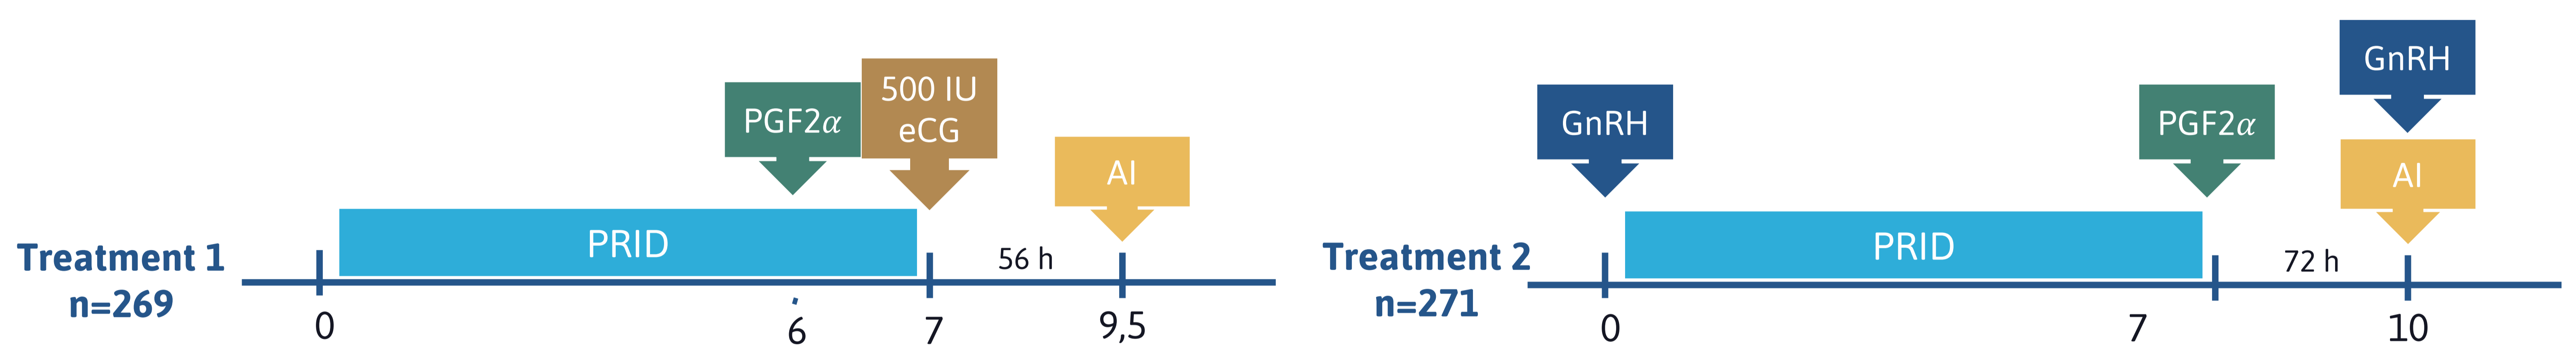 Treatment 1
n=269
PRID
PGF2α
500 IU
eCG
AI
56 h
0
6
7
9,5
Treatment 2
n=271
GnRH
PRID
PGF2α
GnRH
AI
72 h
0
7
10